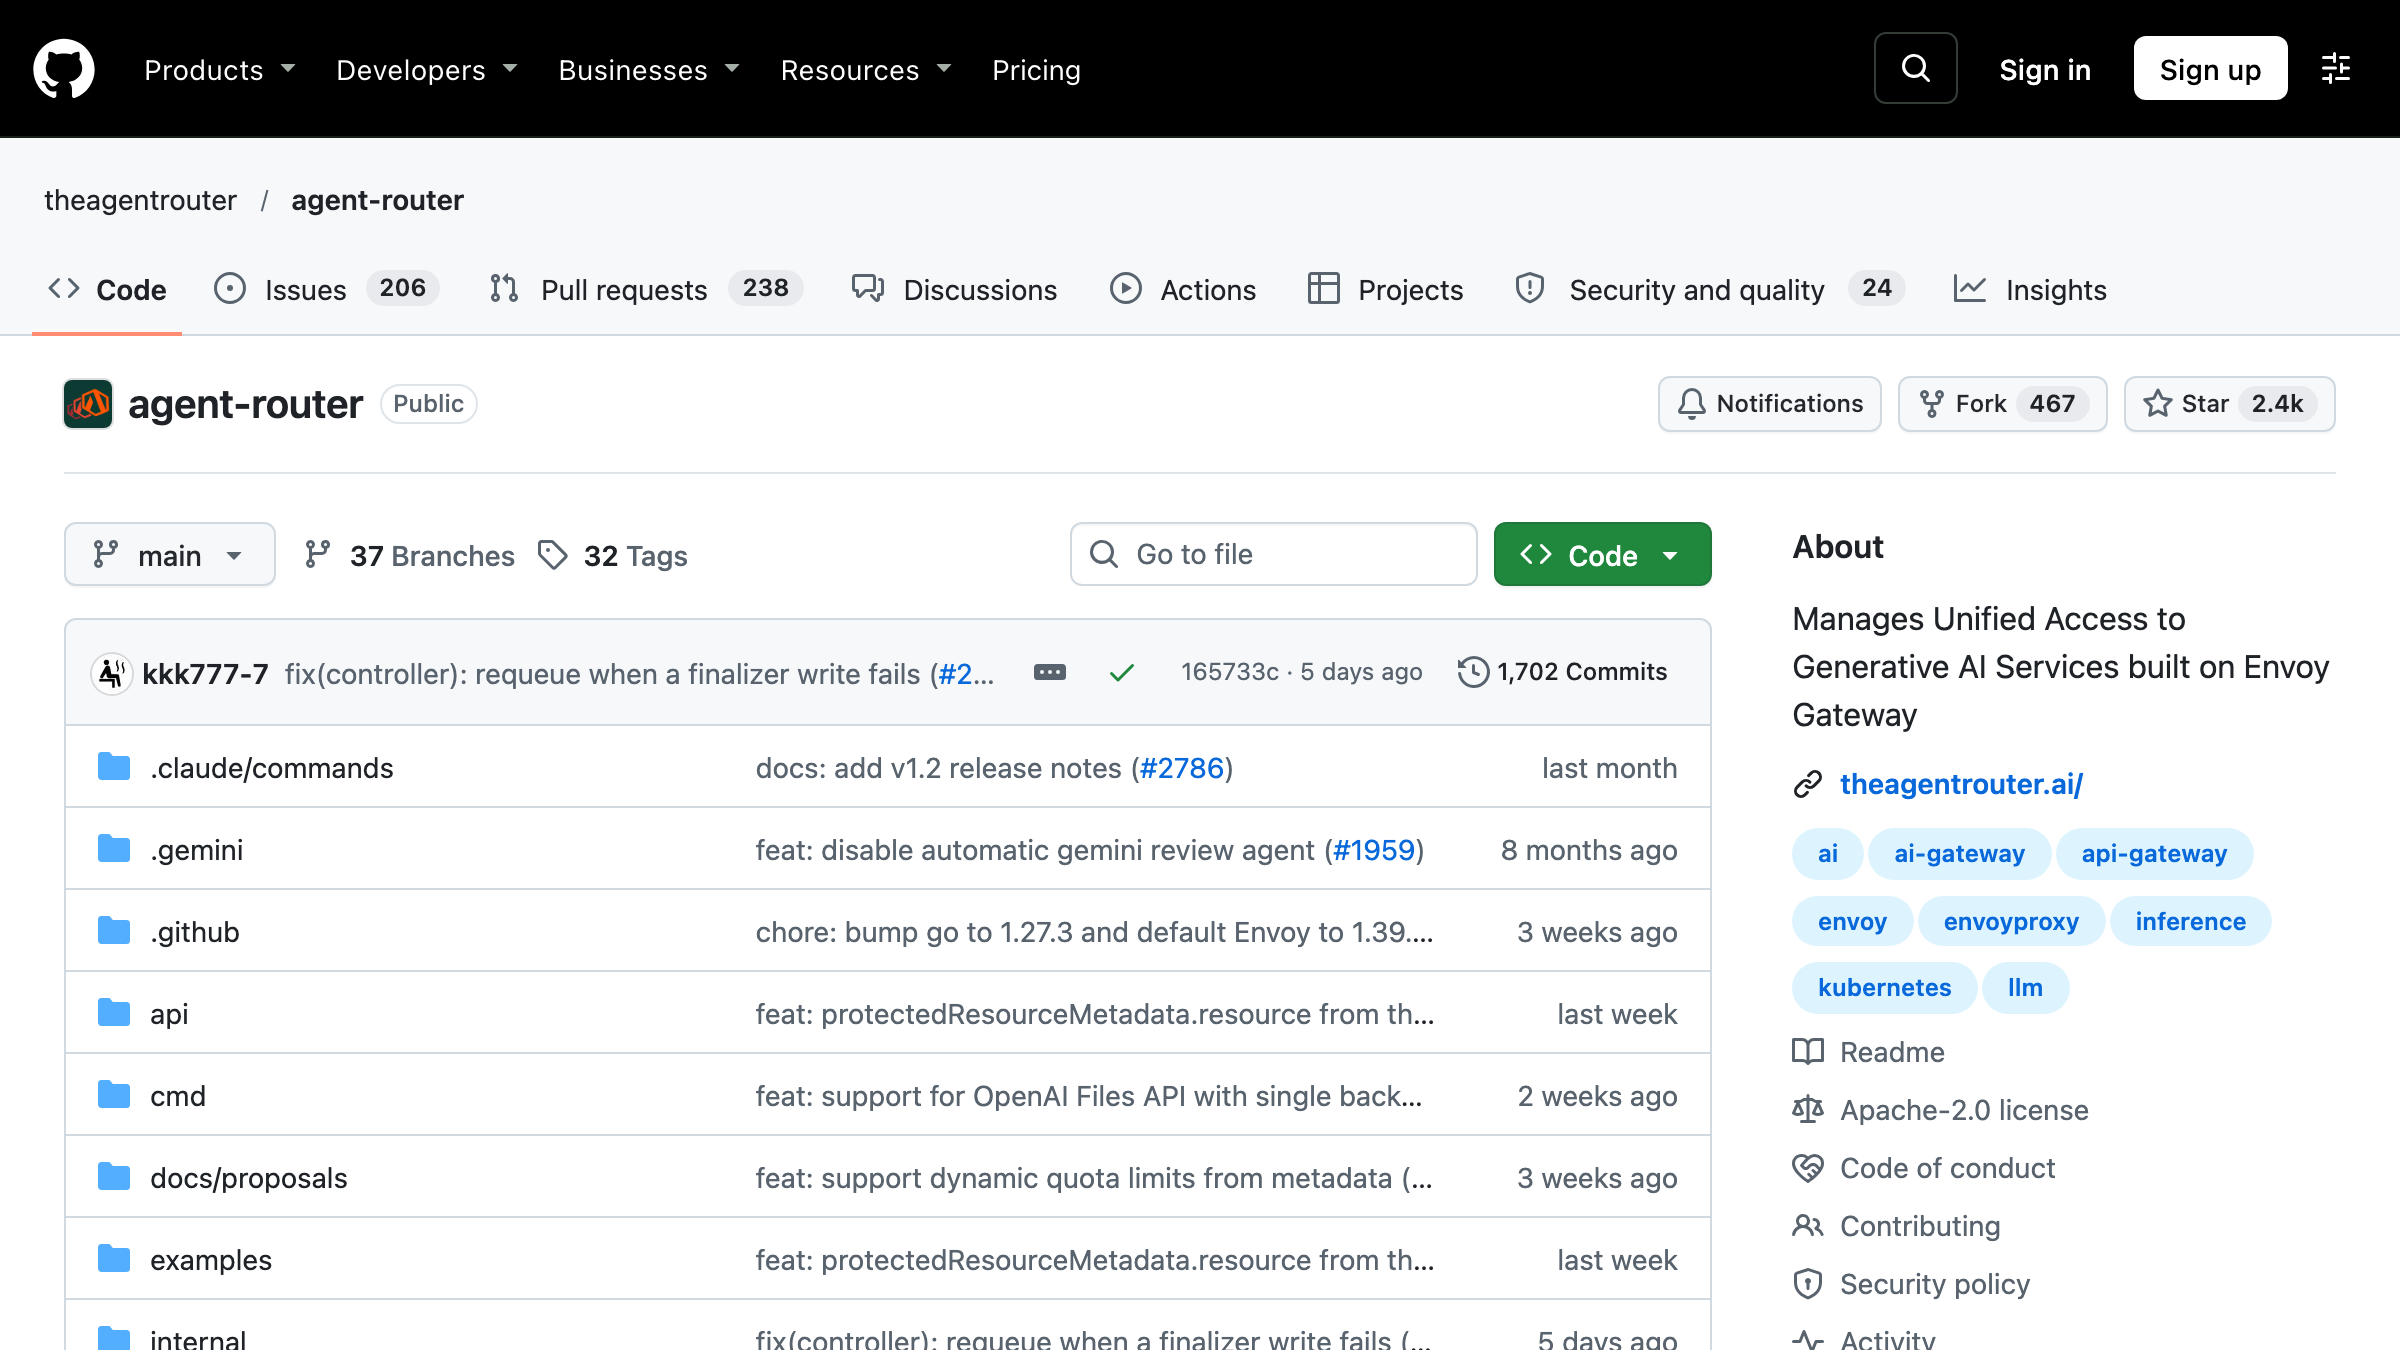 Products Developers Businesses Resources Pricing Sign in Sign up
theagentrouter / agent-router
Code Issues 206 Pull requests 238 Discussions Actions Projects Security and quality 24 Insights
agent-router Public Notifications Fork 467 Star 2.4k
main 37 Branches 32 Tags Go to file Code
kkk777-7 fix(controller): requeue when a finalizer write fails (#2... 165733c · 5 days ago 1,702 Commits
.claude/commands docs: add v1.2 release notes (#2786) last month
.gemini feat: disable automatic gemini review agent (#1959) 8 months ago
.github chore: bump go to 1.27.3 and default Envoy to 1.39.... 3 weeks ago
api feat: protectedResourceMetadata.resource from th... last week
cmd feat: support for OpenAI Files API with single back... 2 weeks ago
docs/proposals feat: support dynamic quota limits from metadata (... 3 weeks ago
examples feat: protectedResourceMetadata.resource from th... last week
internal fix(controller): requeue when a finalizer write fails (... 5 days ago
About
Manages Unified Access to
Generative AI Services built on Envoy
Gateway
theagentrouter.ai/
ai ai-gateway api-gateway
envoy envoyproxy inference
kubernetes llm
Readme
Apache-2.0 license
Code of conduct
Contributing
Security policy
Activity